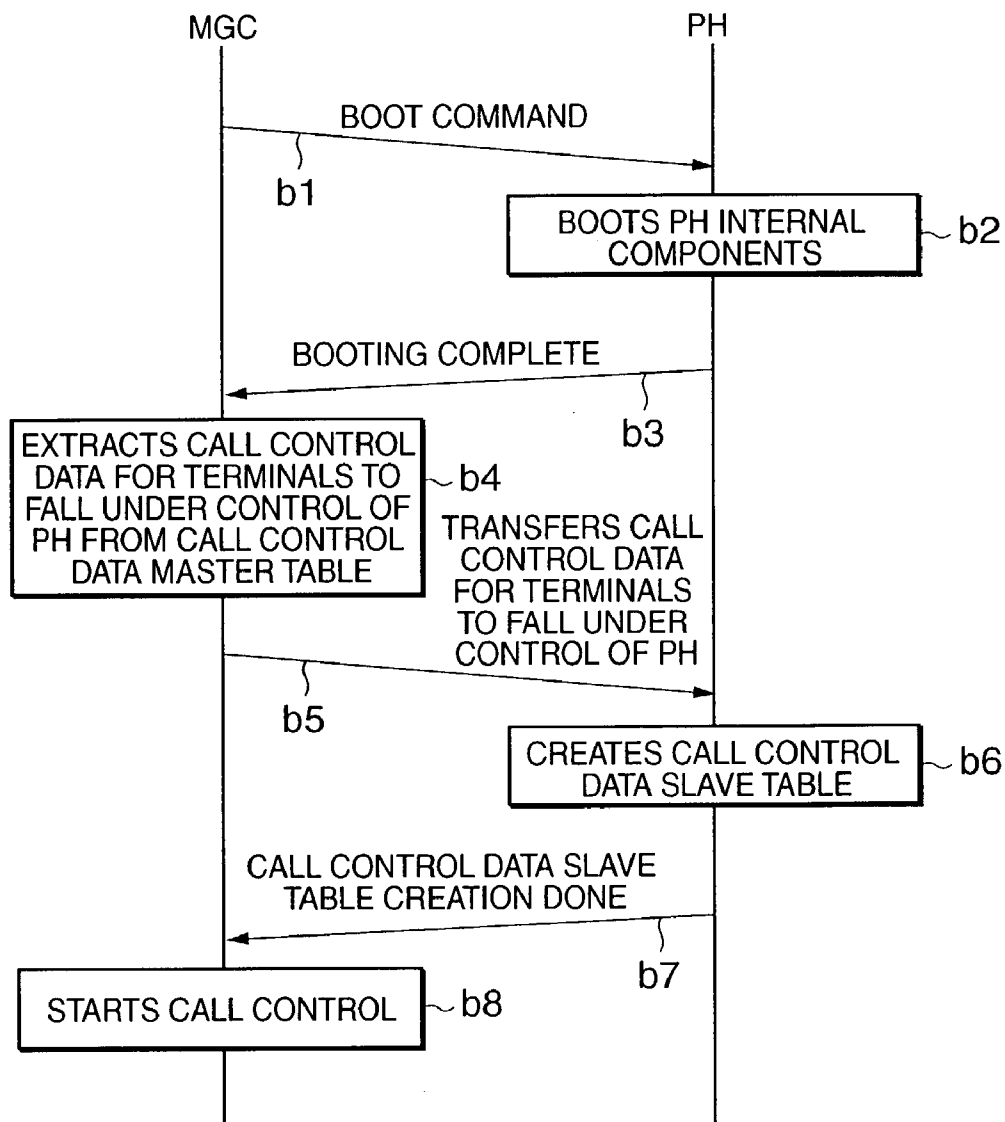 MGC
PH
BOOT COMMAND
b1
BOOTS PH INTERNAL
COMPONENTS
b2
BOOTING COMPLETE
b3
EXTRACTS CALL CONTROL
DATA FOR TERMINALS TO
FALL UNDER CONTROL OF
PH FROM CALL CONTROL
DATA MASTER TABLE
b4
TRANSFERS CALL
CONTROL DATA
FOR TERMINALS
TO FALL UNDER
CONTROL OF PH
b5
CREATES CALL CONTROL
DATA SLAVE TABLE
b6
CALL CONTROL DATA SLAVE
TABLE CREATION DONE
b7
STARTS CALL CONTROL
b8